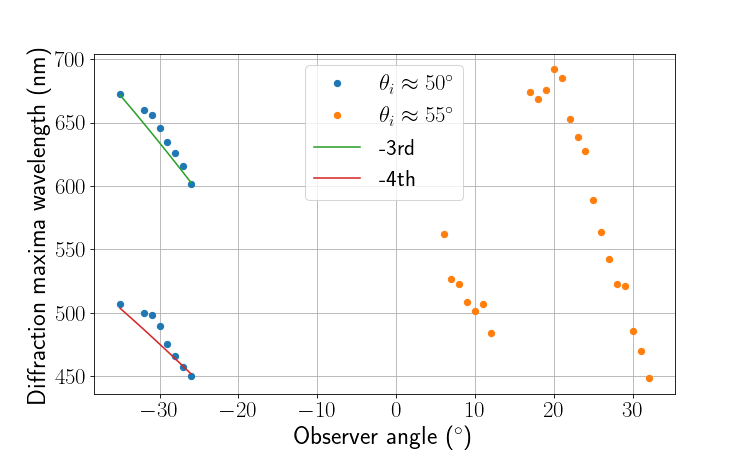 Diffraction maxima wavelength (nm)
700
650
600
550
500
450
θᵢ ≈ 50°
θᵢ ≈ 55°
-3rd
-4th
−30 −20 −10 0 10 20 30
Observer angle (°)